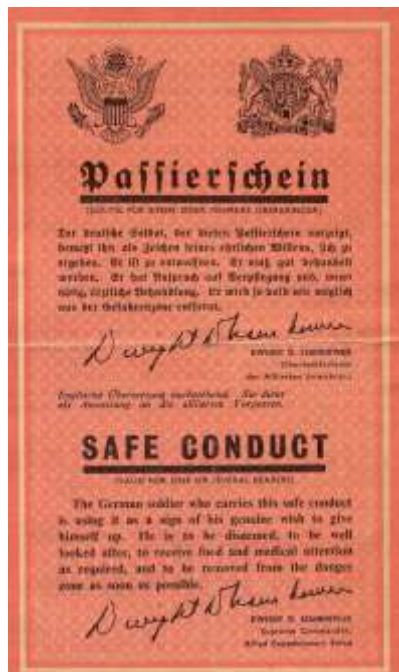 Passierschein
(GÜLTIG FÜR EINEN ODER MEHRERE ÜBERBRINGER)
Der deutsche Soldat, der diesen Passierschein vorzeigt,
benutzt ihn als Zeichen seines ehrlichen Willens, sich zu
ergeben. Er ist zu entwaffnen. Er muß gut behandelt
werden. Er hat Anspruch auf Verpflegung und, wenn
nötig, ärztliche Behandlung. Er wird so bald wie möglich
aus der Gefahrenzone entfernt.
Dwight D Eisenhower
DWIGHT D. EISENHOWER
der Alliierten
Englische Übersetzung nachstehend. Sie dient
als Anweisung an die alliierten Vorposten.
SAFE CONDUCT
(VALID FOR ONE OR SEVERAL BEARERS)
The German soldier who carries this safe conduct
is using it as a sign of his genuine wish to give
himself up. He is to be disarmed, to be well
looked after, to receive food and medical attention
as required, and to be removed from the danger
zone as soon as possible.
Dwight D Eisenhower
DWIGHT D. EISENHOWER
Supreme Commander,
Allied Expeditionary Force